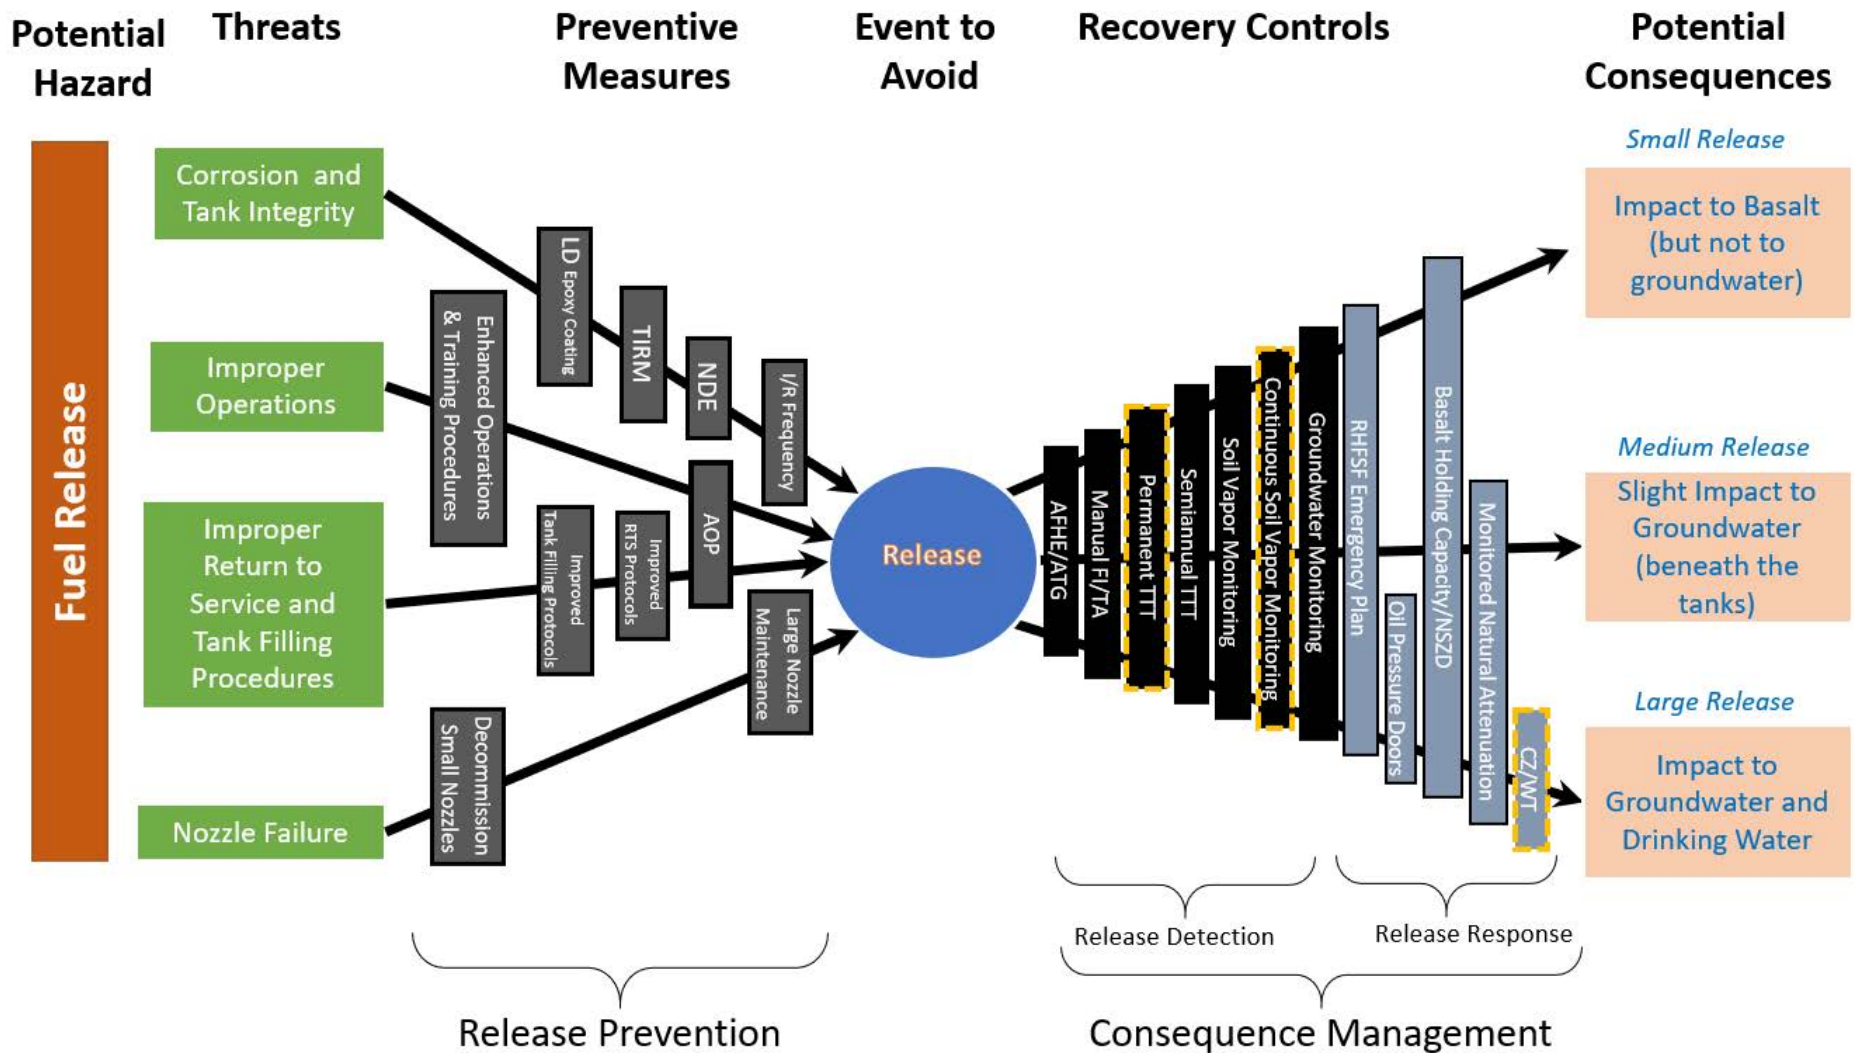 Potential
Hazard
Threats
Preventive
Measures
Event to
Avoid
Recovery Controls
Potential
Consequences
Fuel Release
Corrosion and
Tank Integrity
Improper
Operations
Improper
Return to
Service and
Tank Filling
Procedures
Nozzle Failure
Enhanced Operations
& Training Procedures
LD Epoxy Coating
TIRM
NDE
I/R Frequency
AOP
Improved
Tank Filling Protocols
Improved
RTS Protocols
Large Nozzle
Maintenance
Decommission
Small Nozzles
Release
AFHE/ATG
Manual FI/TA
Permanent TTT
Semiannual TTT
Soil Vapor Monitoring
Continuous Soil Vapor Monitoring
Groundwater Monitoring
RHFSF Emergency Plan
Oil Pressure Doors
Basalt Holding Capacity/NSZD
Monitored Natural Attenuation
CZ/WT
Small Release
Impact to Basalt
(but not to
groundwater)
Medium Release
Slight Impact to
Groundwater
(beneath the
tanks)
Large Release
Impact to
Groundwater and
Drinking Water
Release Detection
Release Response
Release Prevention
Consequence Management